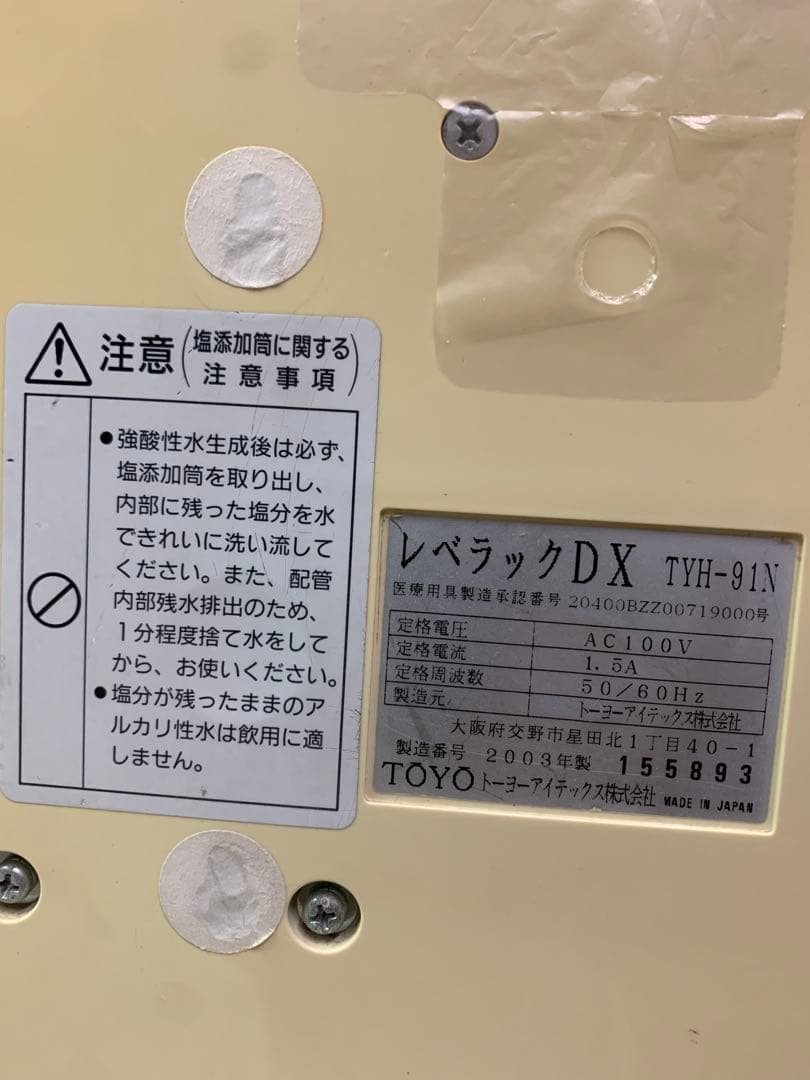 注意(塩添加筒に関する
注意事項)
●強酸性水生成後は必ず、
塩添加筒を取り出し、
内部に残った塩分を水
できれいに洗い流して
ください。また、配管
内部残水排出のため、
1分程度捨て水をして
から、お使いください。
●塩分が残ったままのア
ルカリ性水は飲用に適
しません。
レベラックDX TYH-91N
医療用具製造承認番号 20400BZZ00719000号
定格電圧 AC100V
定格電流 1.5A
定格周波数 50/60Hz
製造元 トーヨーアイテックス株式会社
大阪府交野市星田北1丁目40-1
製造番号 2003年製 155893
TOYO トーヨーアイテックス株式会社 MADE IN JAPAN